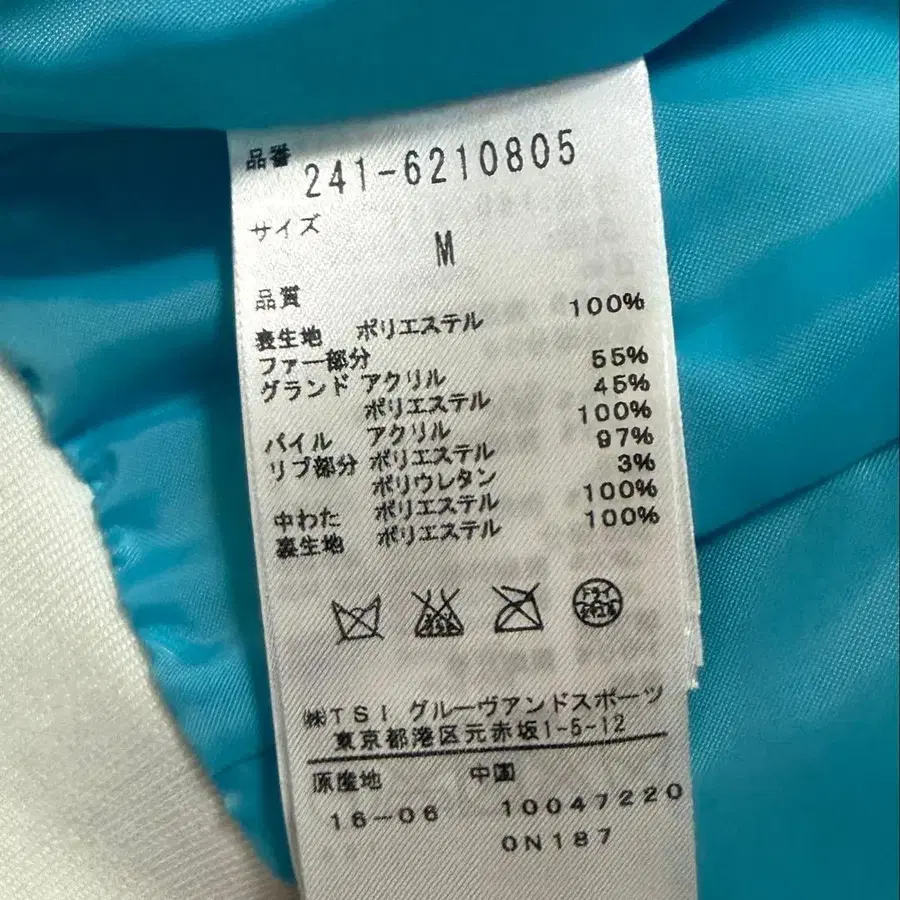 品番 241-6210805
サイズ
M
品質
表生地 ポリエステル 100%
ファー部分
グランド アクリル 55%
ポリエステル 45%
パイル アクリル 100%
リブ部分 ポリエステル 97%
ポリウレタン 3%
中わた ポリエステル 100%
裏生地 ポリエステル 100%
ドライ
㈱TSI グルーヴアンドスポーツ
東京都港区元赤坂1-5-12
原産地 中国
16-06 10047220
0N187